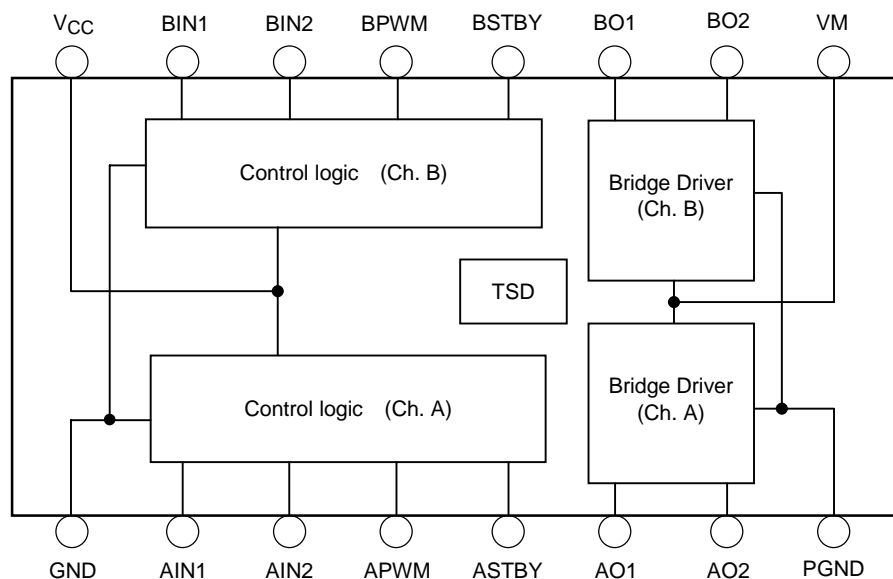 VCC BIN1 BIN2 BPWM BSTBY BO1 BO2 VM
Control logic (Ch. B)
Bridge Driver
(Ch. B)
TSD
Control logic (Ch. A)
Bridge Driver
(Ch. A)
GND AIN1 AIN2 APWM ASTBY AO1 AO2 PGND